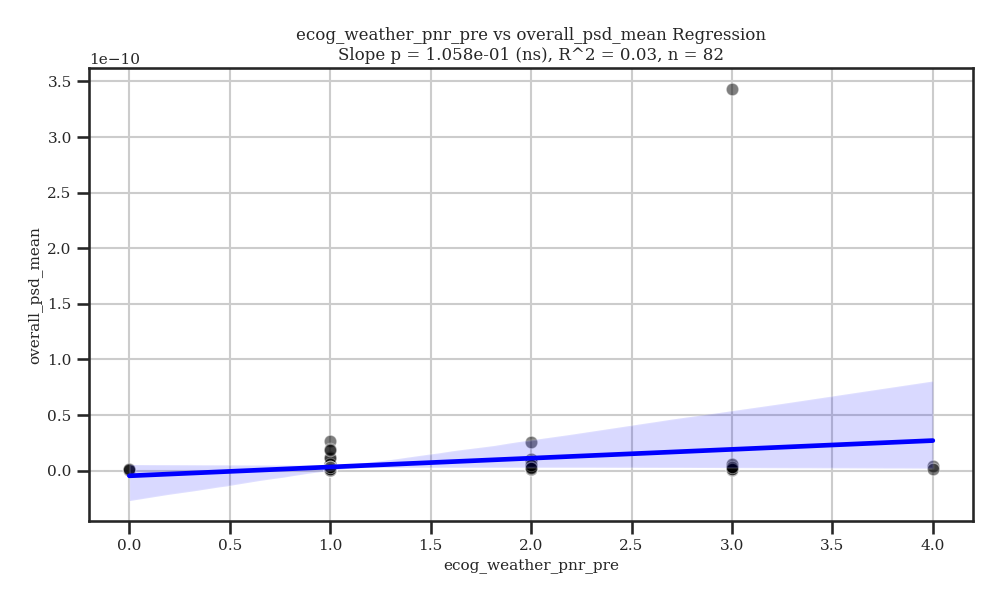 ecog_weather_pnr_pre vs overall_psd_mean Regression
Slope p = 1.058e-01 (ns), R^2 = 0.03, n = 82
1e−10
3.5
3.0
2.5
2.0
1.5
1.0
0.5
0.0
overall_psd_mean
0.0 0.5 1.0 1.5 2.0 2.5 3.0 3.5 4.0
ecog_weather_pnr_pre